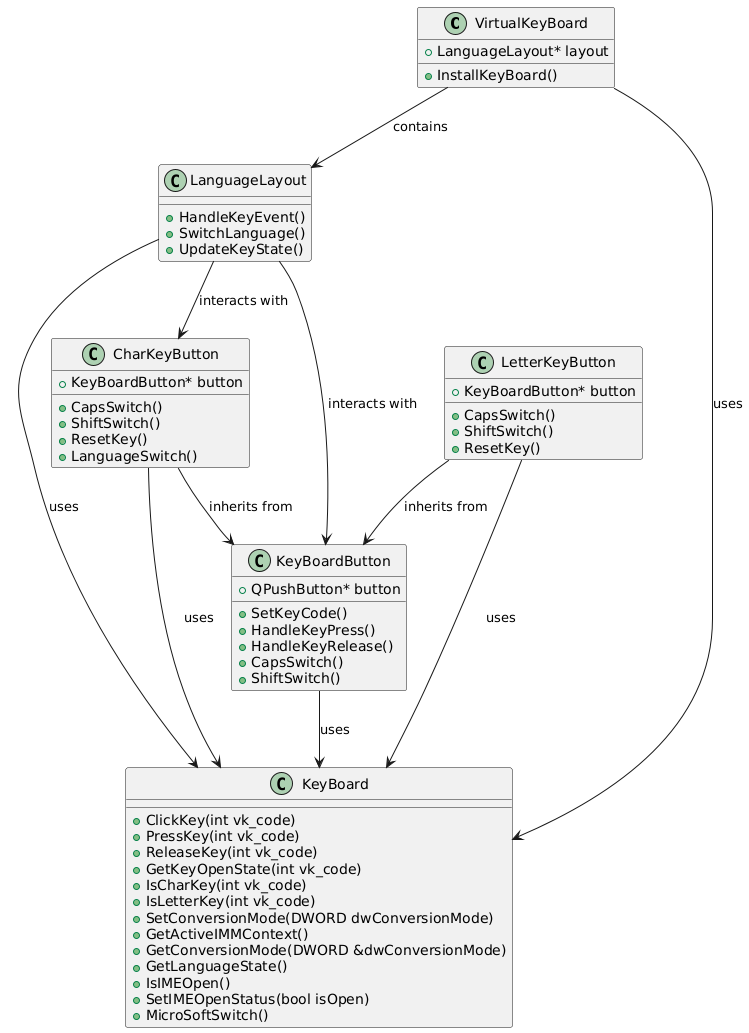 C VirtualKeyBoard
LanguageLayout* layout
InstallKeyBoard()
contains
C LanguageLayout
HandleKeyEvent()
SwitchLanguage()
UpdateKeyState()
interacts with
C CharKeyButton
KeyBoardButton* button
CapsSwitch()
ShiftSwitch()
ResetKey()
LanguageSwitch()
C LetterKeyButton
KeyBoardButton* button
CapsSwitch()
ShiftSwitch()
ResetKey()
interacts with
uses
uses
inherits from
inherits from
C KeyBoardButton
QPushButton* button
SetKeyCode()
HandleKeyPress()
HandleKeyRelease()
CapsSwitch()
ShiftSwitch()
uses
uses
uses
C KeyBoard
ClickKey(int vk_code)
PressKey(int vk_code)
ReleaseKey(int vk_code)
GetKeyOpenState(int vk_code)
IsCharKey(int vk_code)
IsLetterKey(int vk_code)
SetConversionMode(DWORD dwConversionMode)
GetActiveIMMContext()
GetConversionMode(DWORD &dwConversionMode)
GetLanguageState()
IsIMEOpen()
SetIMEOpenStatus(bool isOpen)
MicroSoftSwitch()